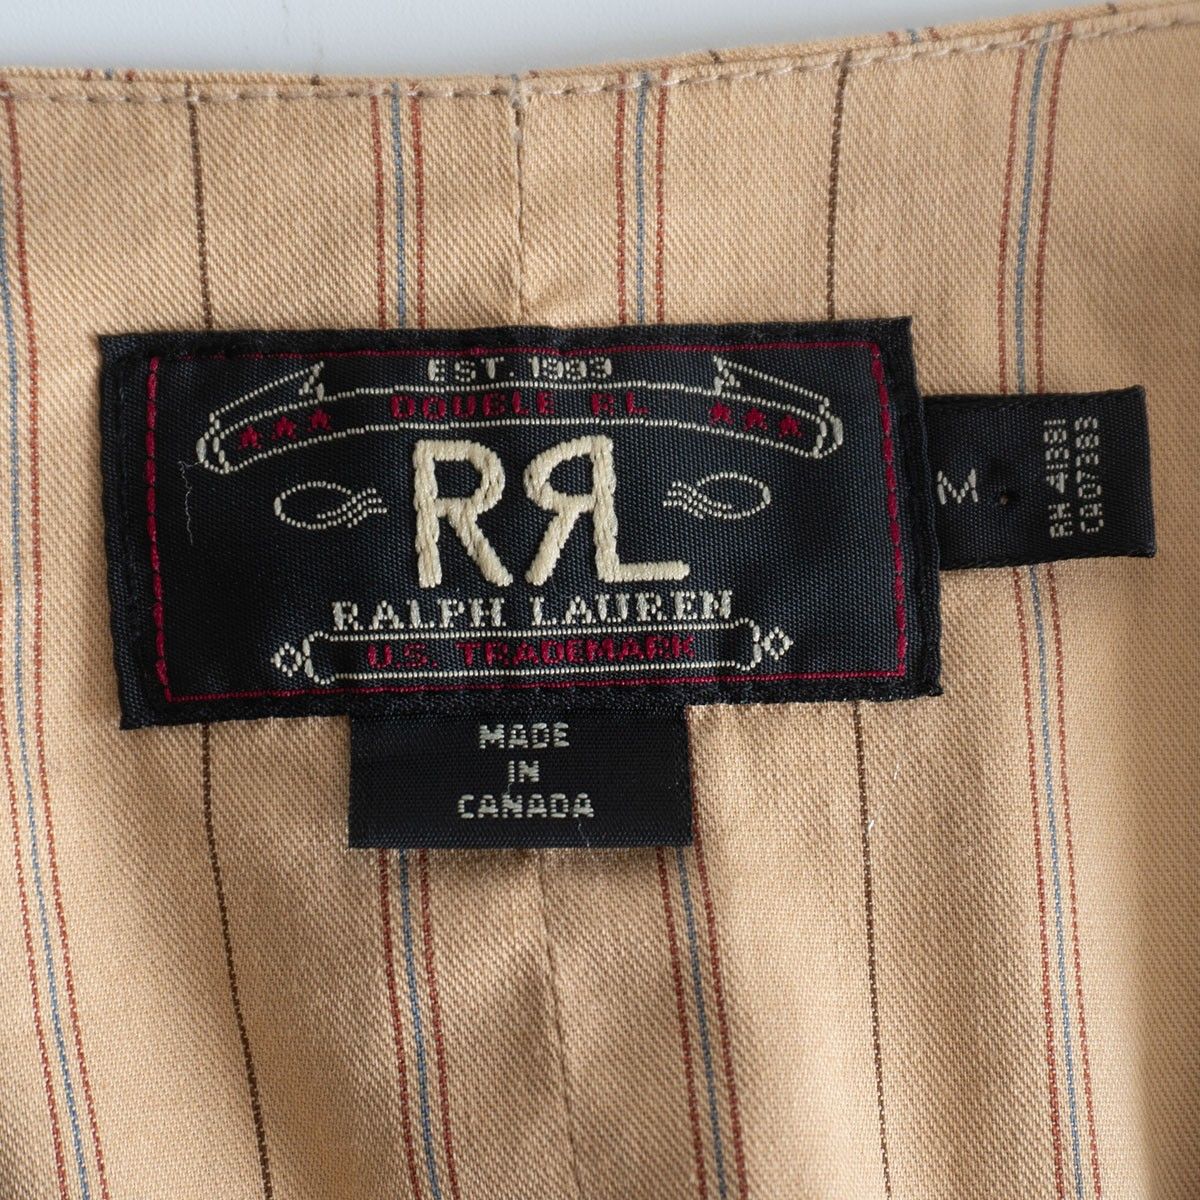 EST. 1993
DOUBLE RL
RRL
RALPH LAUREN
U.S. TRADEMARK
MADE
IN
CANADA
M
RN 41381
CA07383